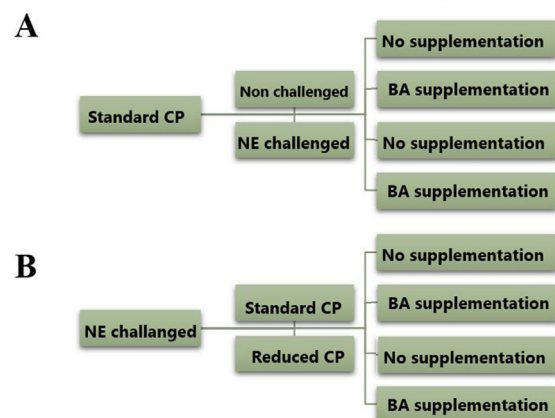 A
No supplementation
Non challenged
BA supplementation
Standard CP
NE challenged
No supplementation
BA supplementation
B
No supplementation
Standard CP
BA supplementation
NE challanged
Reduced CP
No supplementation
BA supplementation